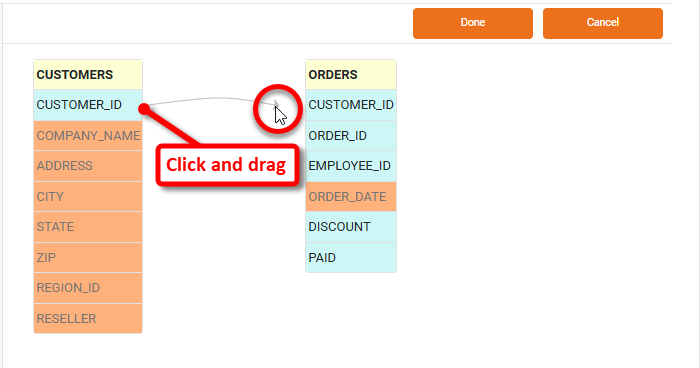 Done
Cancel
CUSTOMERS
CUSTOMER_ID
COMPANY_NAME
ADDRESS
CITY
STATE
ZIP
REGION_ID
RESELLER
Click and drag
ORDERS
CUSTOMER_ID
ORDER_ID
EMPLOYEE_ID
ORDER_DATE
DISCOUNT
PAID